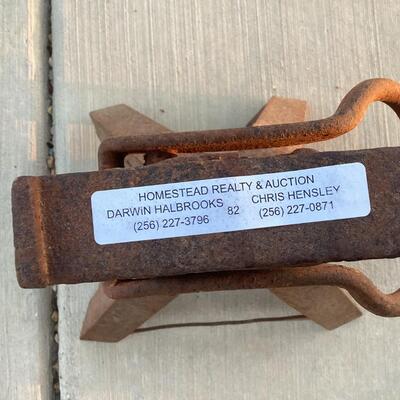 HOMESTEAD REALTY & AUCTION
DARWiN HALBROOKS 82 CHRIS HENSLEY
(256) 227-3796 (256) 227-0871